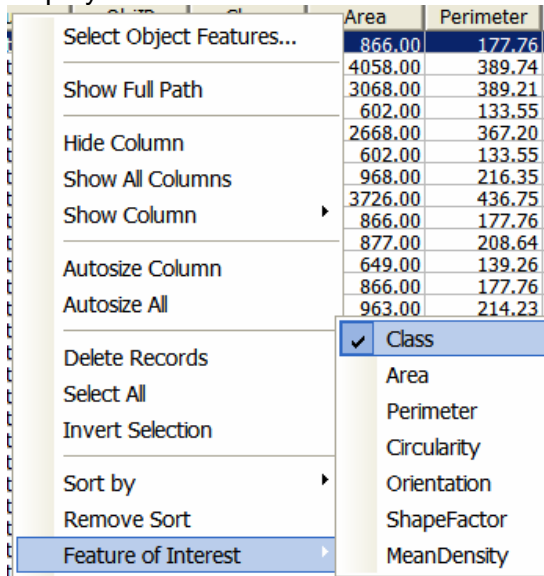 Area Perimeter
Select Object Features...
866.00 177.76
4058.00 389.74
Show Full Path
3068.00 389.21
602.00 133.55
Hide Column
2668.00 367.20
602.00 133.55
Show All Columns
968.00 216.35
Show Column
3726.00 436.75
866.00 177.76
877.00 208.64
Autosize Column
649.00 139.26
866.00 177.76
Autosize All
963.00 214.23
Delete Records
Select All
Invert Selection
Sort by
Remove Sort
Feature of Interest
Class
Area
Perimeter
Circularity
Orientation
ShapeFactor
MeanDensity